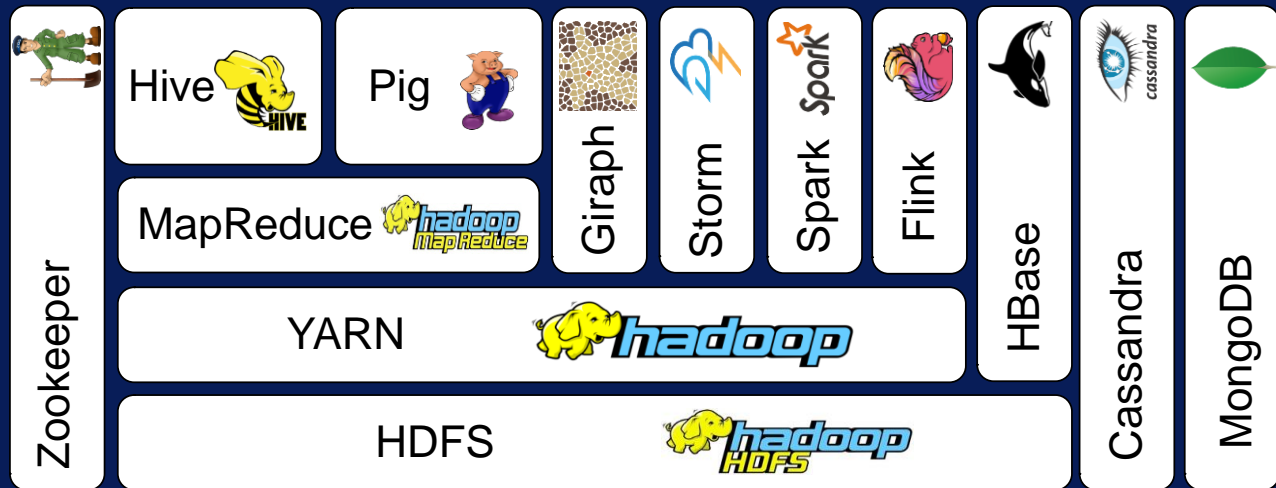 Zookeeper
Hive
HIVE
Pig
MapReduce
hadoop
Map Reduce
Giraph
Storm
Spark
Spark
Flink
YARN
hadoop
HBase
HDFS
hadoop
HDFS
cassandra
Cassandra
MongoDB